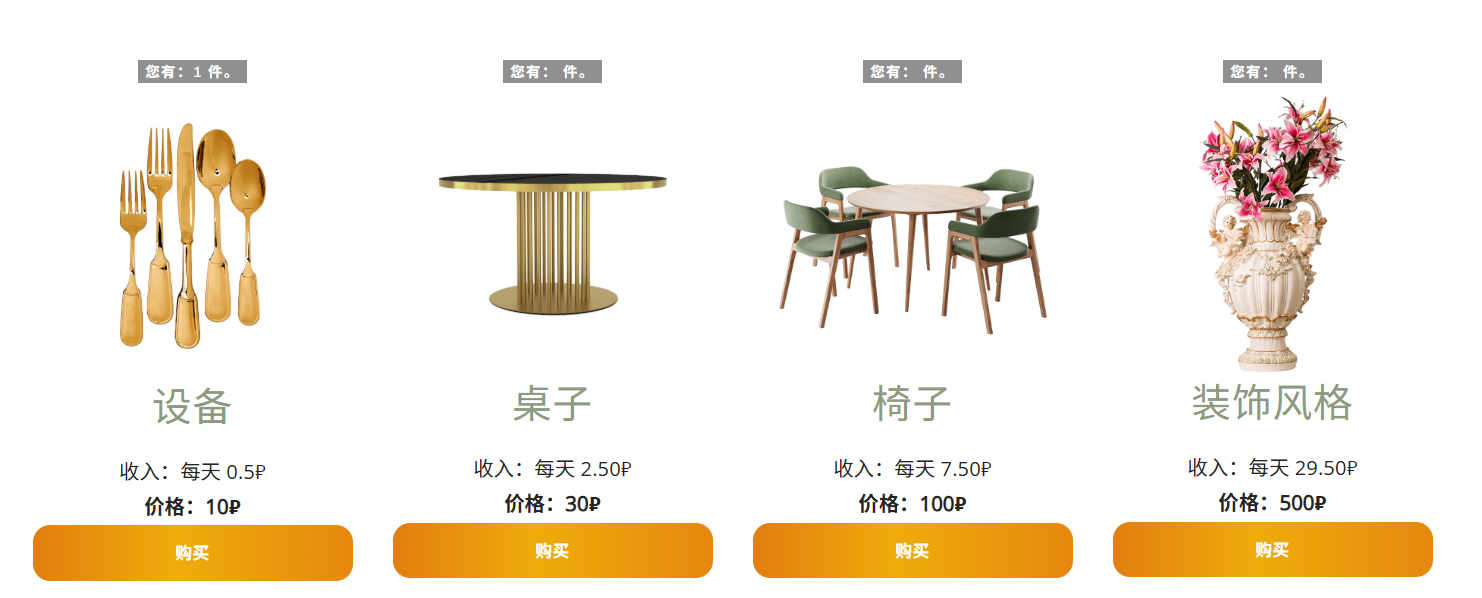 您有：1 件。
您有： 件。
您有： 件。
您有： 件。
设备
桌子
椅子
装饰风格
收入：每天 0.5₽
收入：每天 2.50₽
收入：每天 7.50₽
收入：每天 29.50₽
价格：10₽
价格：30₽
价格：100₽
价格：500₽
购买
购买
购买
购买